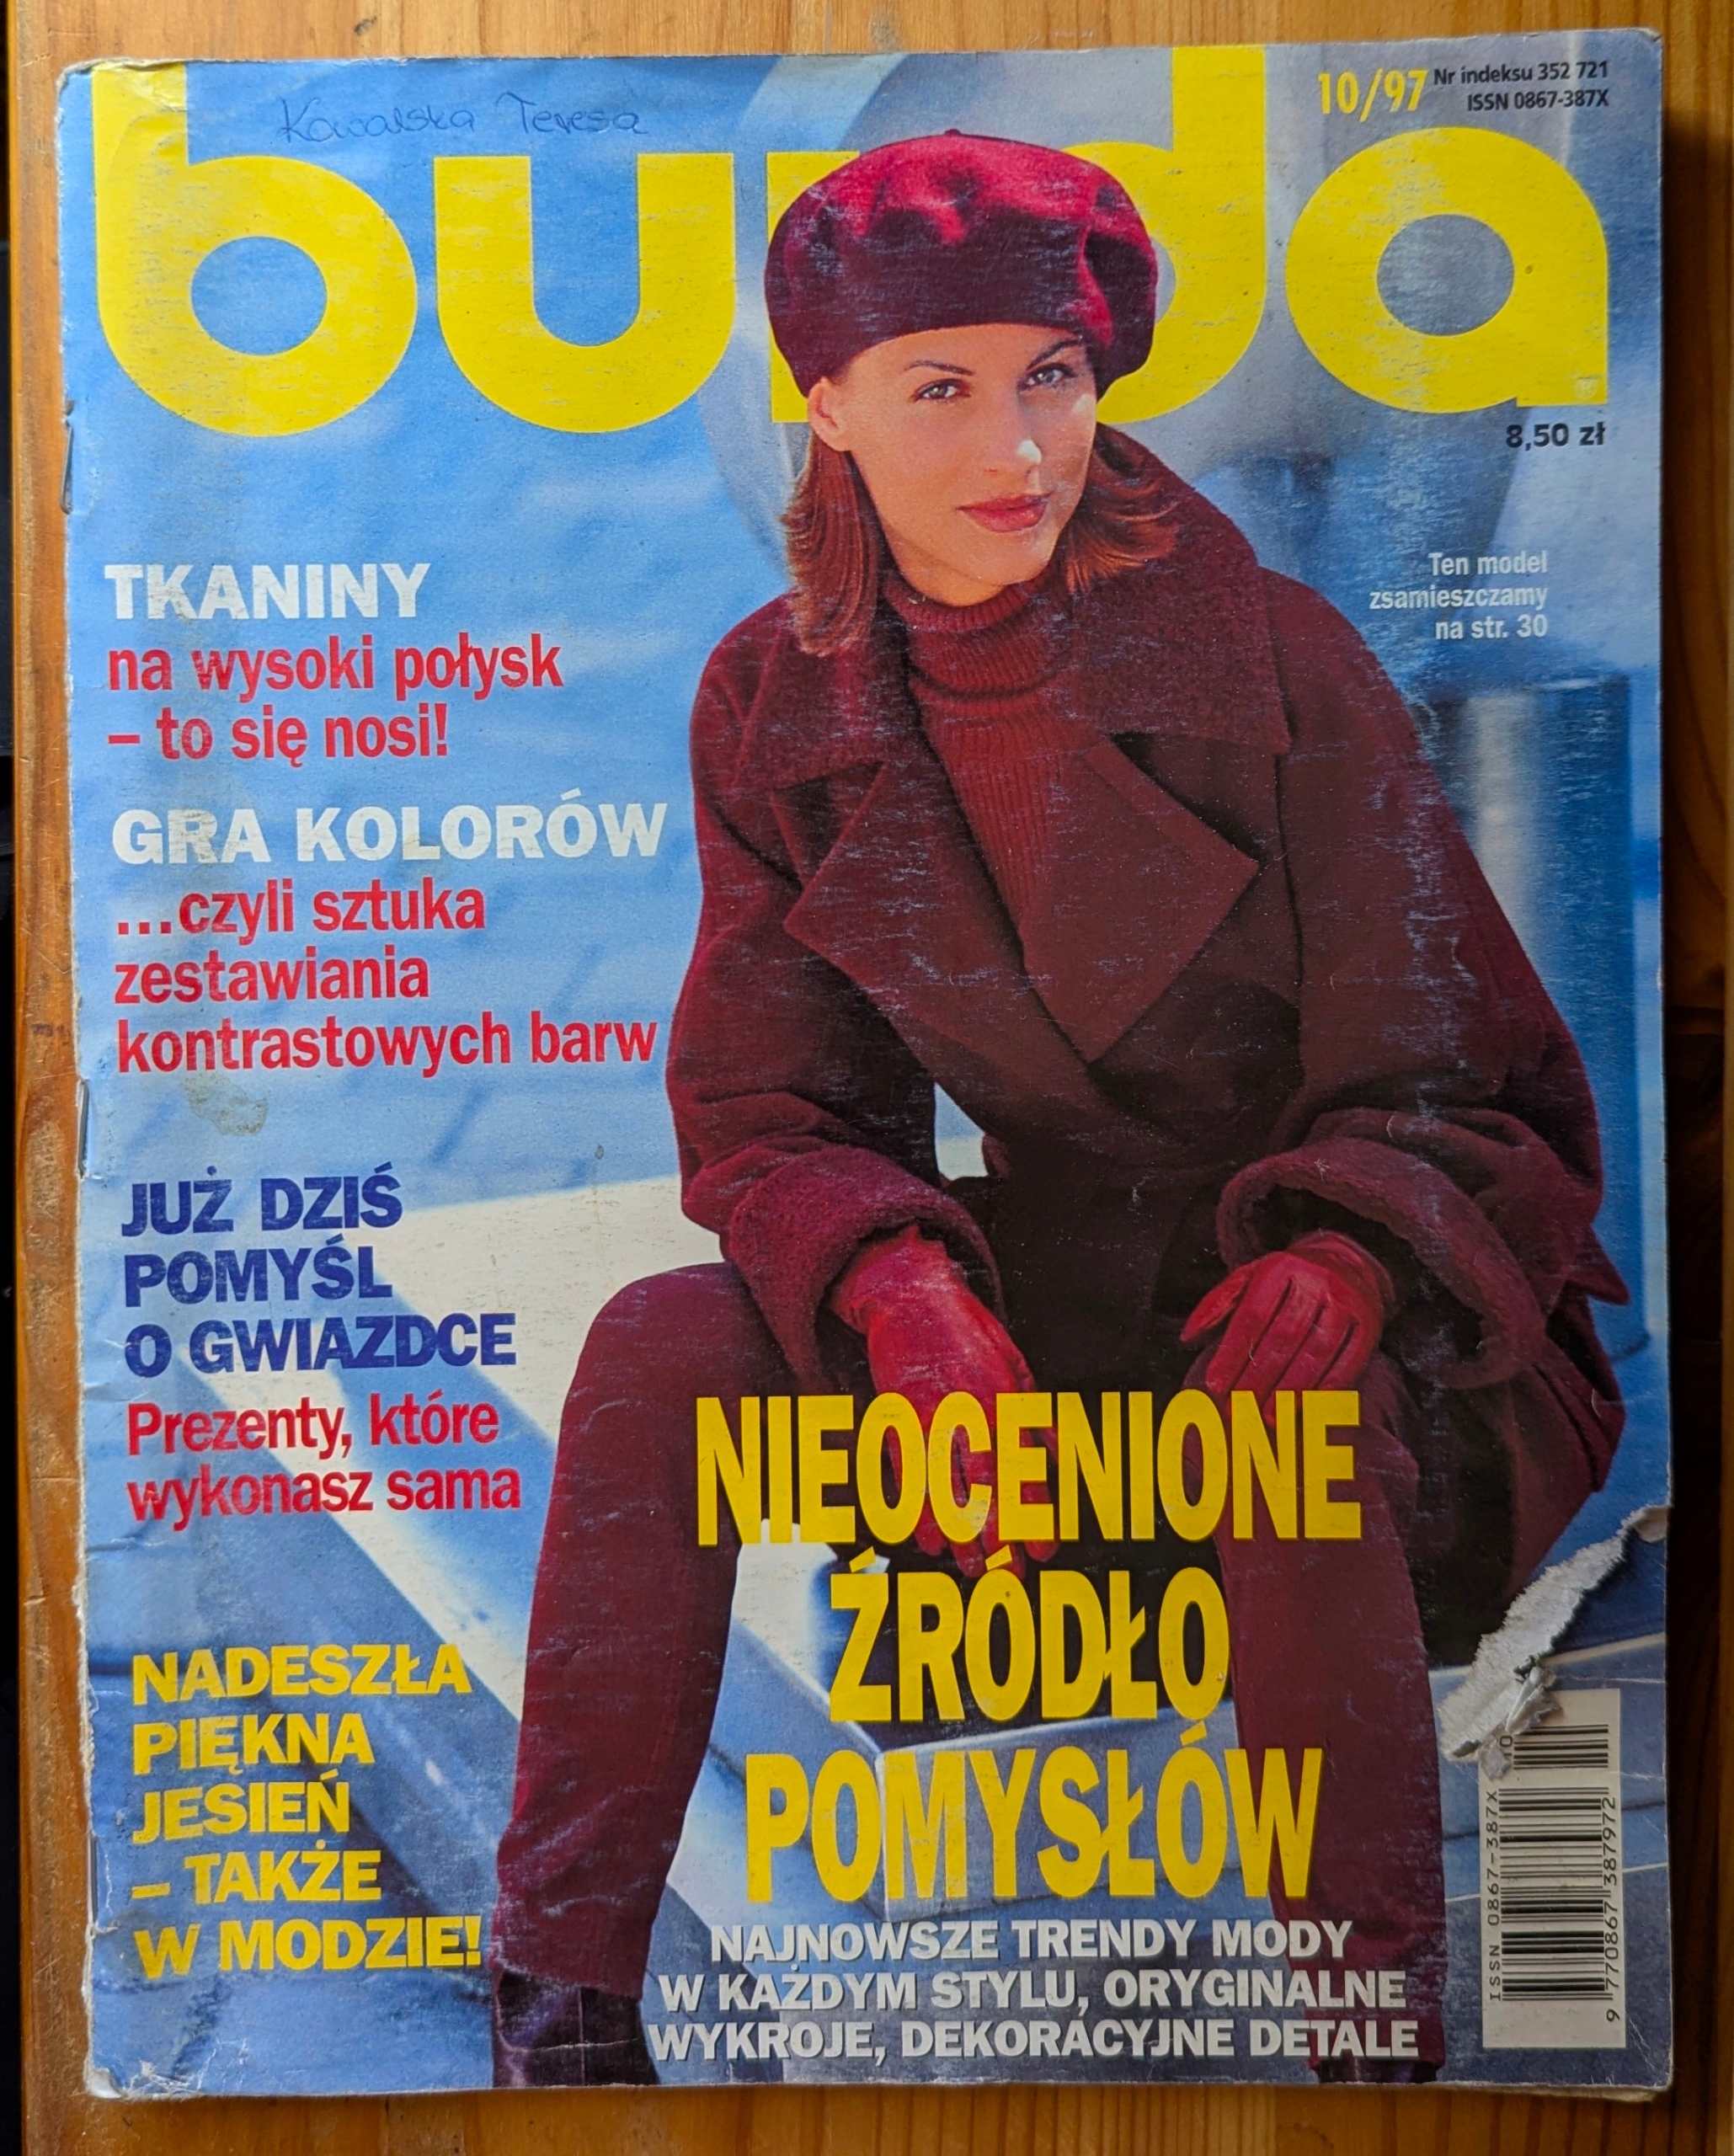 Kowalska Teresa
burda
10/97
Nr indeksu 352 721
ISSN 0867-387X
8,50 zł
Ten model
zsamieszczamy
na str. 30
TKANINY
na wysoki połysk
– to się nosi!
GRA KOLORÓW
...czyli sztuka
zestawiania
kontrastowych barw
JUŻ DZIŚ
POMYŚL
O GWIAZDCE
Prezenty, które
wykonasz sama
NADESZŁA
PIĘKNA
JESIEŃ
– TAKŻE
W MODZIE!
NIEOCENIONE
ŹRÓDŁO
POMYSŁÓW
NAJNOWSZE TRENDY MODY
W KAŻDYM STYLU, ORYGINALNE
WYKROJE, DEKORACYJNE DETALE
ISSN 0867-387X
9 770867 387972